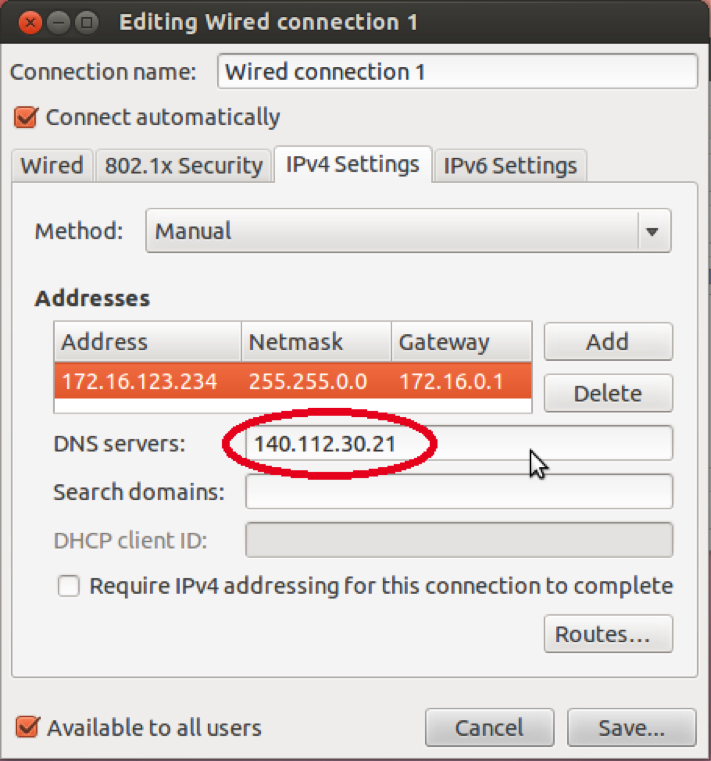 Editing Wired connection 1
Connection name: Wired connection 1
Connect automatically
Wired 802.1x Security IPv4 Settings IPv6 Settings
Method: Manual
Addresses
Address Netmask Gateway Add
172.16.123.234 255.255.0.0 172.16.0.1
Delete
DNS servers: 140.112.30.21
Search domains:
DHCP client ID:
Require IPv4 addressing for this connection to complete
Routes...
Available to all users Cancel Save...